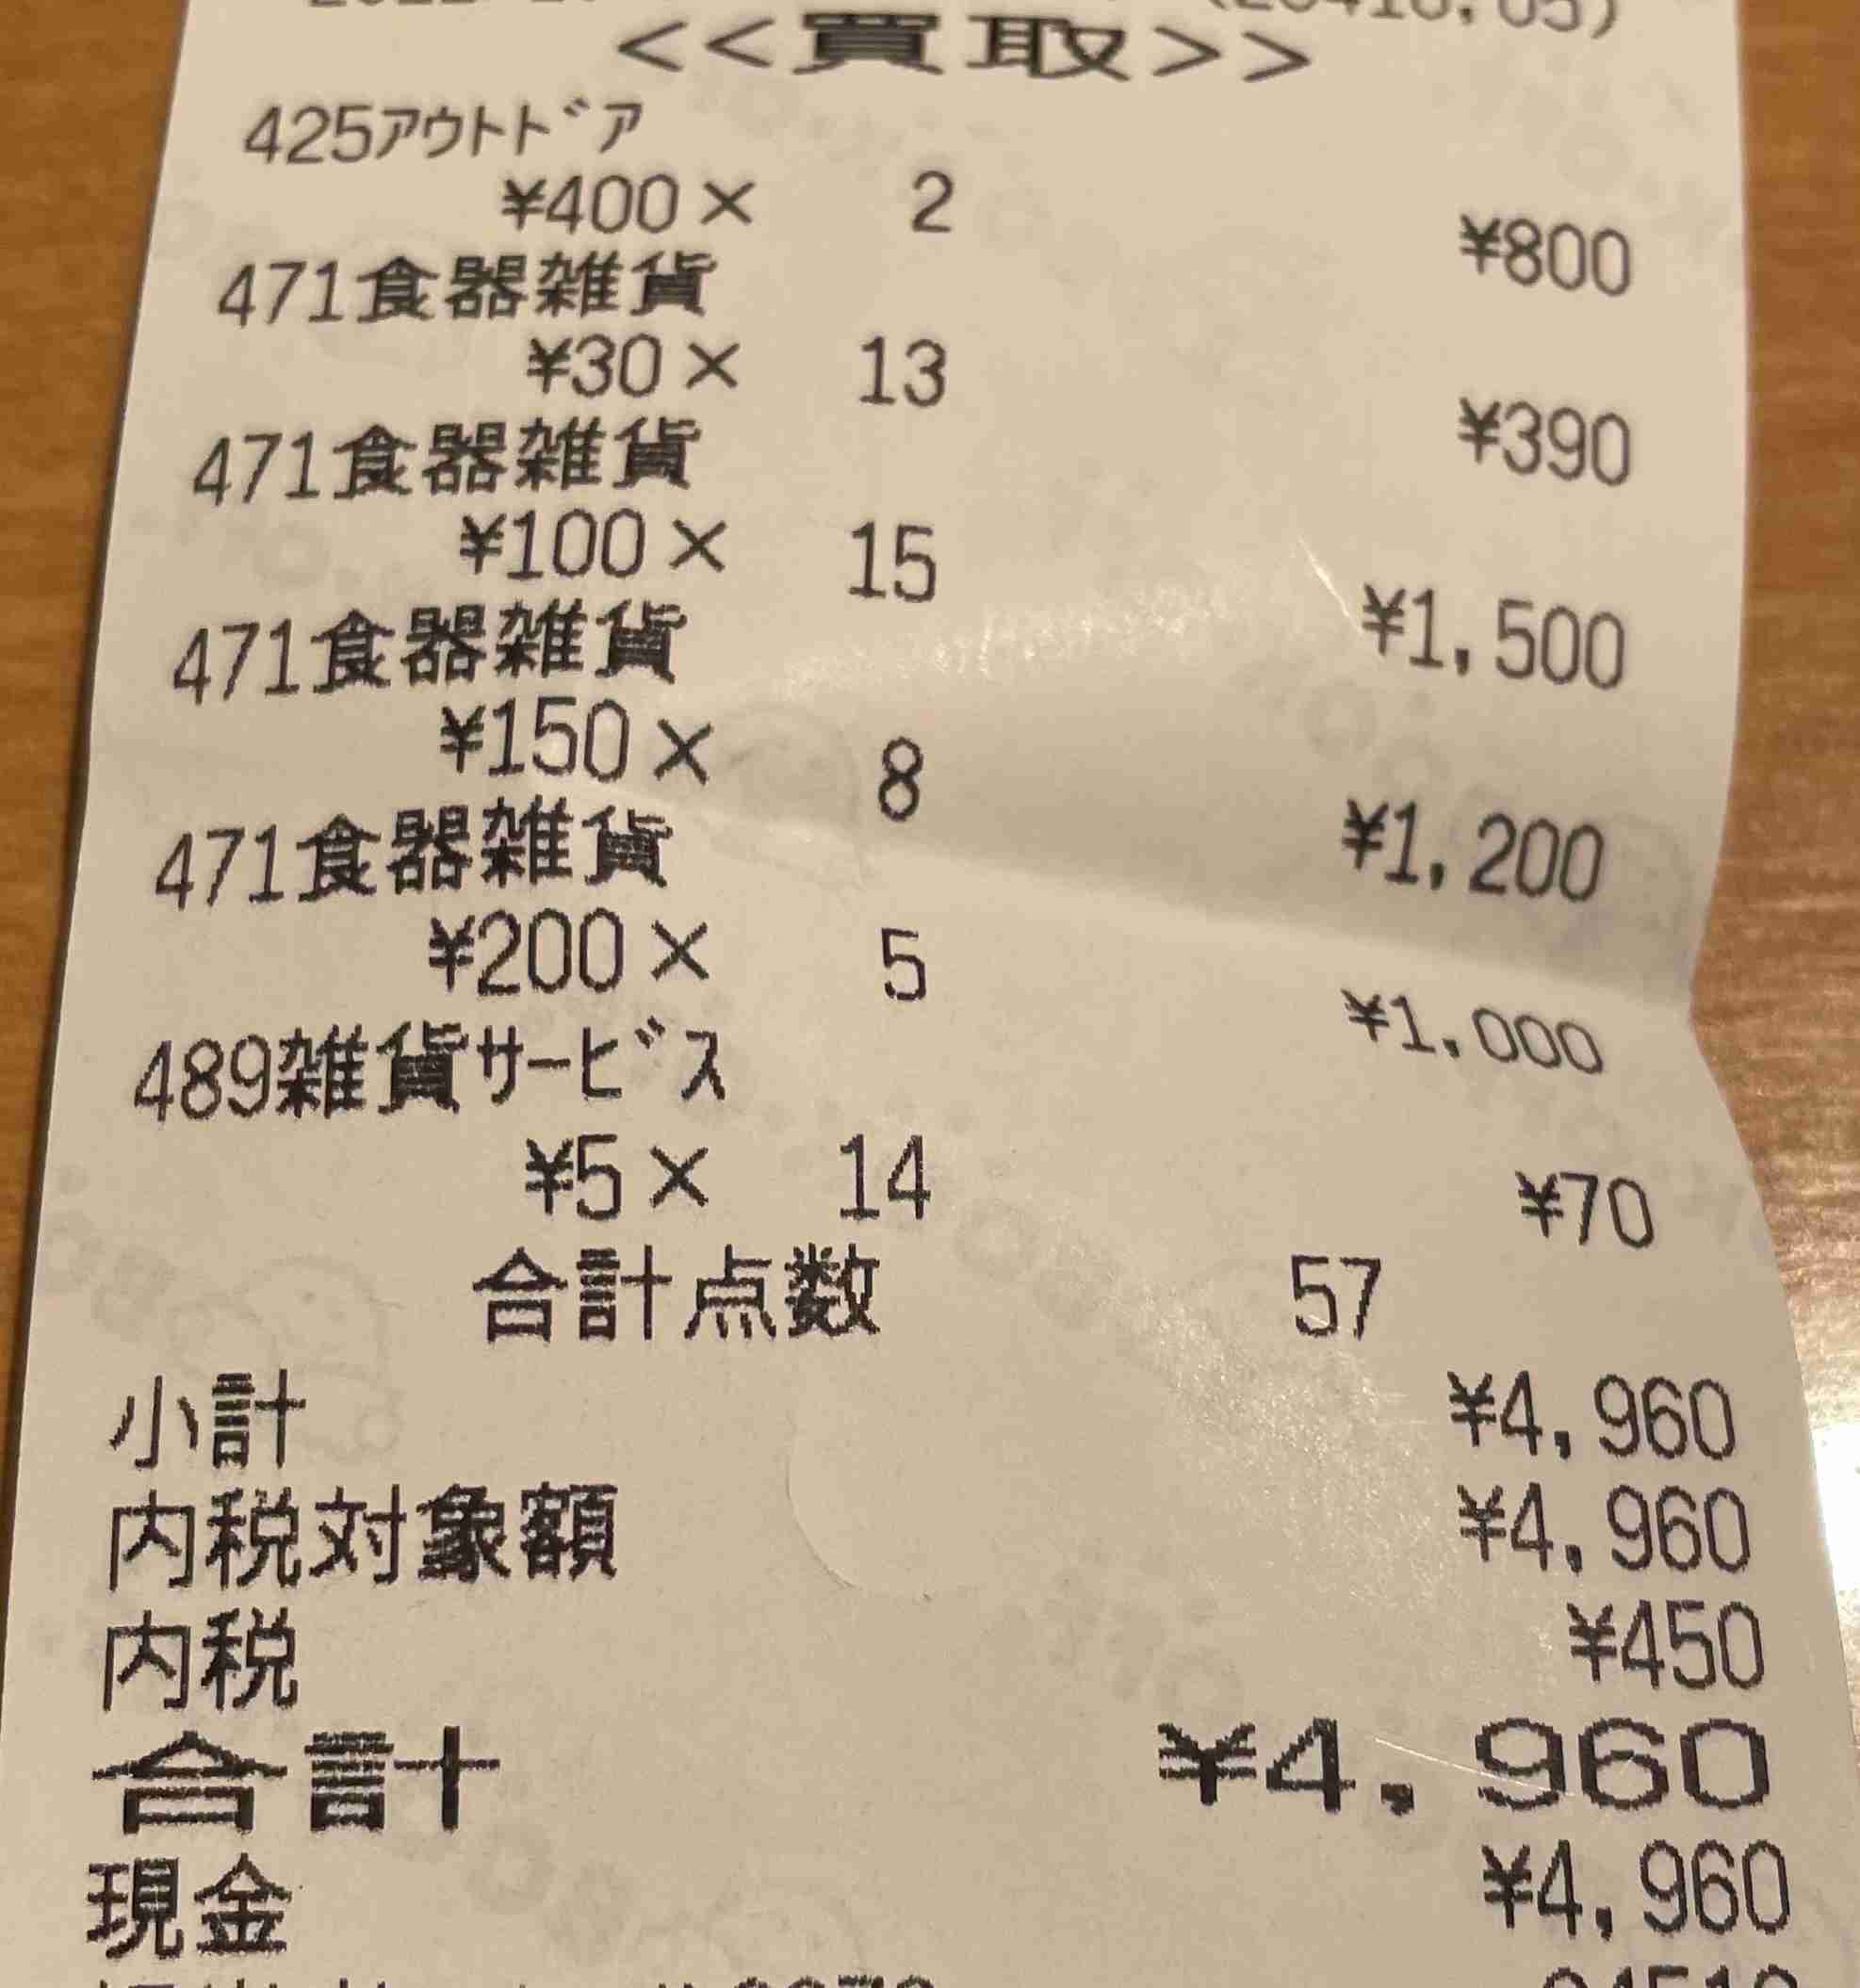 <<買取>>
425アウトドア
¥400× 2
¥800
471食器雑貨
¥30× 13
¥390
471食器雑貨
¥100× 15
¥1,500
471食器雑貨
¥150× 8
¥1,200
471食器雑貨
¥200× 5
¥1,000
489雑貨サービス
¥5× 14
¥70
合計点数 57
小計 ¥4,960
内税対象額 ¥4,960
内税 ¥450
合計 ¥4,960
現金 ¥4,960